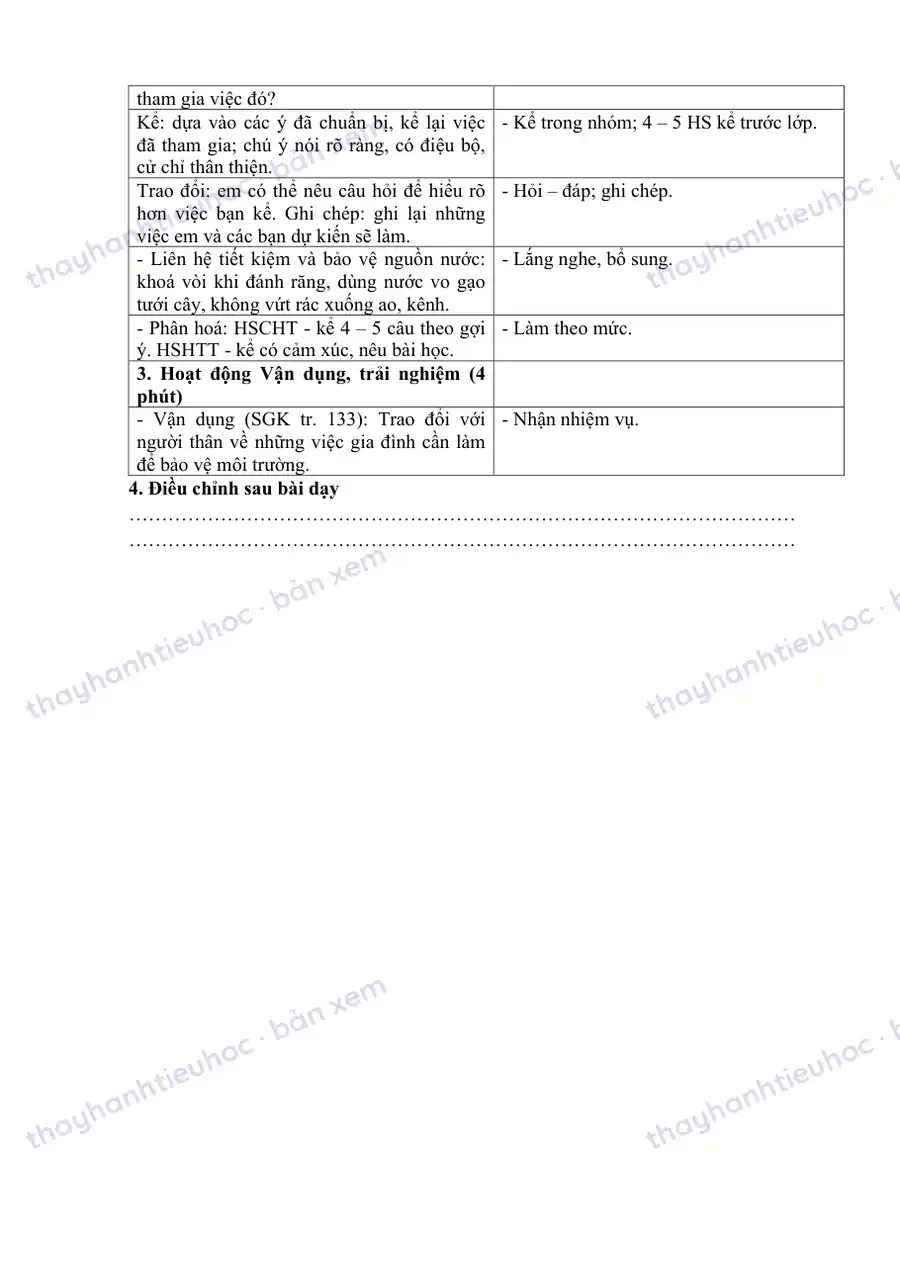 tham gia việc đó?
Kể: dựa vào các ý đã chuẩn bị, kể lại việc
đã tham gia; chú ý nói rõ ràng, có điệu bộ,
cử chỉ thân thiện.
- Kể trong nhóm; 4 – 5 HS kể trước lớp.
Trao đổi: em có thể nêu câu hỏi để hiểu rõ
hơn việc bạn kể. Ghi chép: ghi lại những
việc em và các bạn dự kiến sẽ làm.
- Hỏi – đáp; ghi chép.
- Liên hệ tiết kiệm và bảo vệ nguồn nước:
khoá vòi khi đánh răng, dùng nước vo gạo
tưới cây, không vứt rác xuống ao, kênh.
- Lắng nghe, bổ sung.
- Phân hoá: HSCHT - kể 4 – 5 câu theo gợi
ý. HSHTT - kể có cảm xúc, nêu bài học.
- Làm theo mức.
3. Hoạt động Vận dụng, trải nghiệm (4
phút)
- Vận dụng (SGK tr. 133): Trao đổi với
người thân về những việc gia đình cần làm
để bảo vệ môi trường.
- Nhận nhiệm vụ.
4. Điều chỉnh sau bài dạy
thayhanhtieuhoc · bản xem
thayhanhtieuhoc · b
thayhanhtieuhoc · bản xem
thayhanhtieuhoc · b
thayhanhtieuhoc · bản xem
thayhanhtieuhoc · b